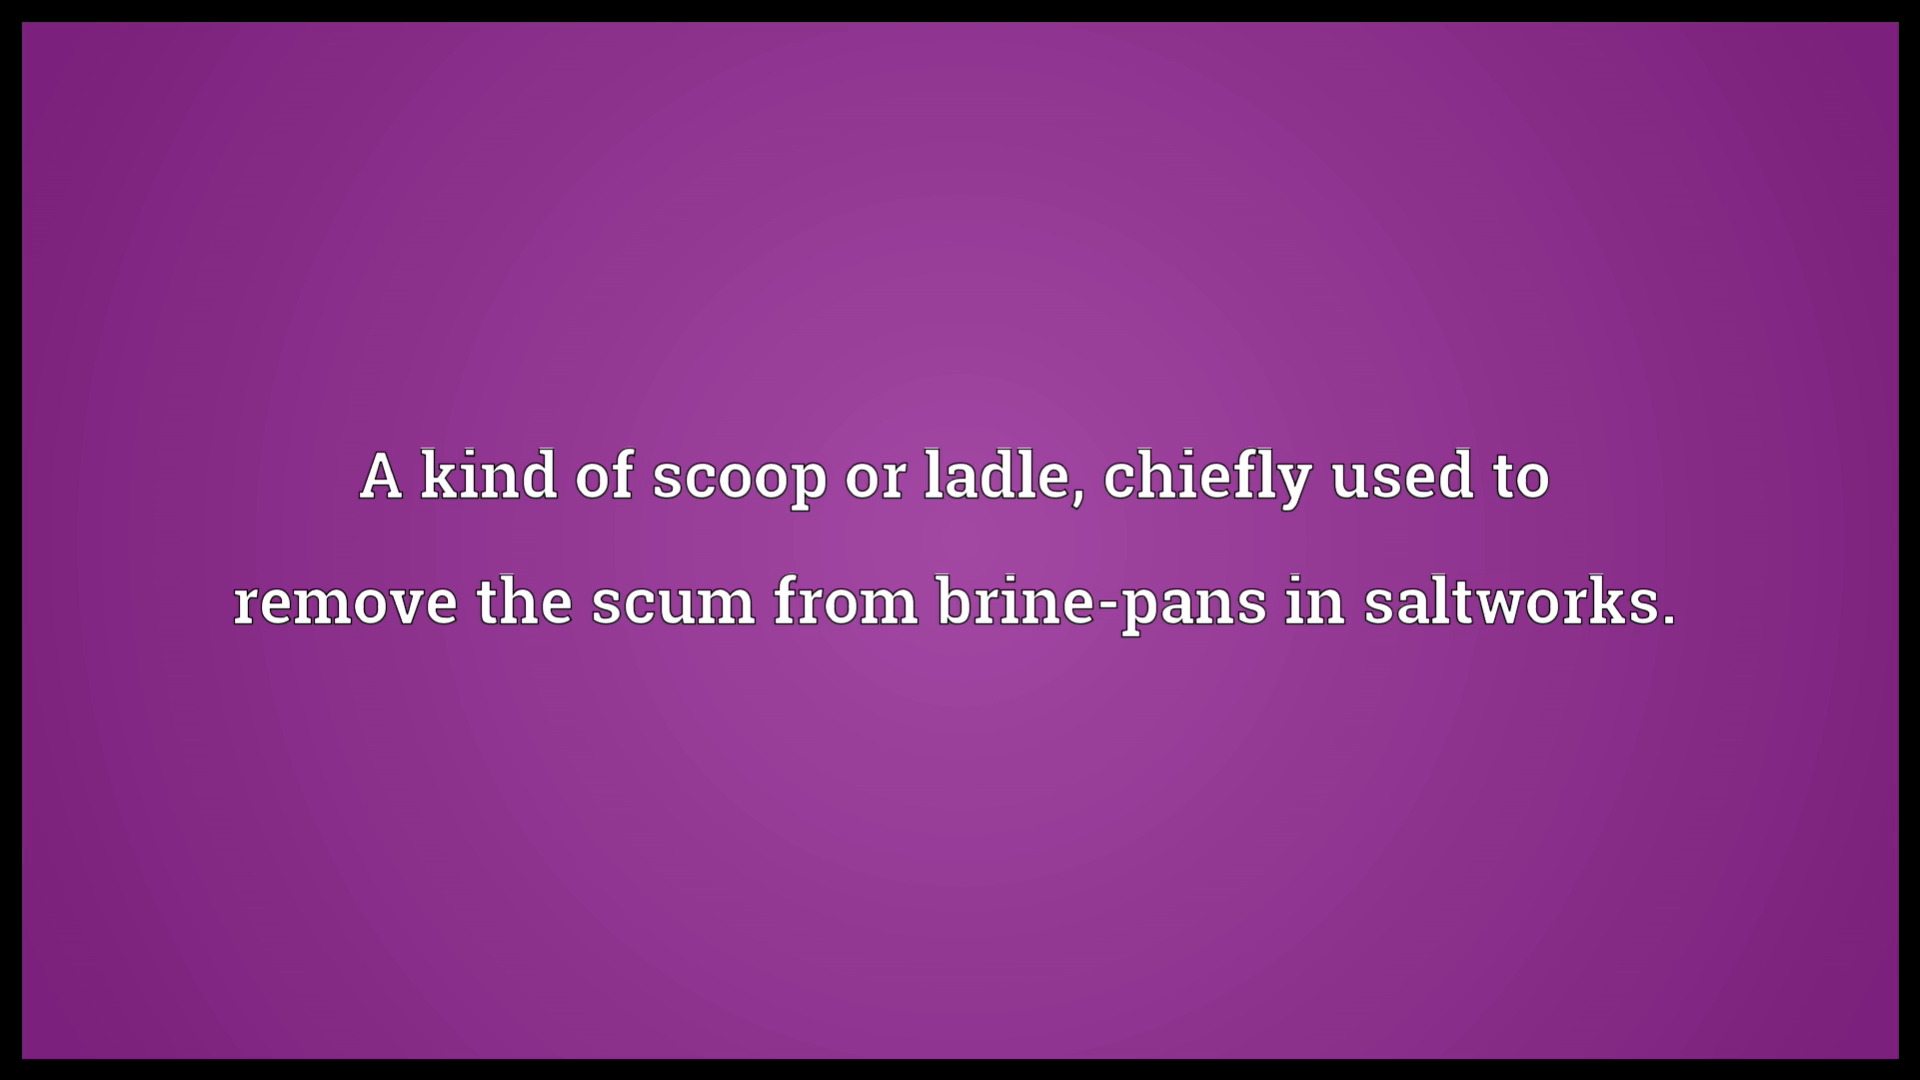 A kind of scoop or ladle, chiefly used to
remove the scum from brine-pans in saltworks.